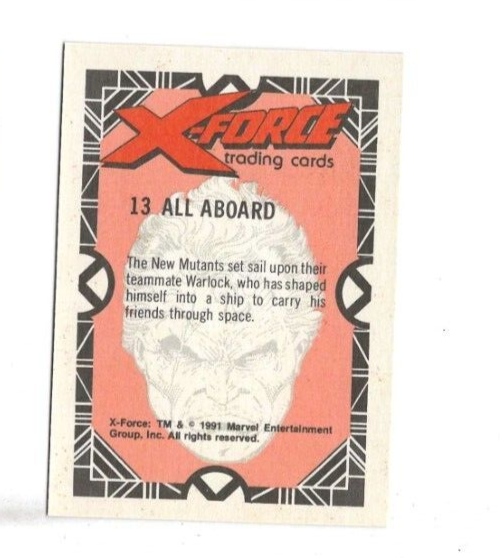 X-FORCE
trading cards
13 ALL ABOARD
The New Mutants set sail upon their
teammate Warlock, who has shaped
himself into a ship to carry his
friends through space.
X-Force: TM & © 1991 Marvel Entertainment
Group, Inc. All rights reserved.